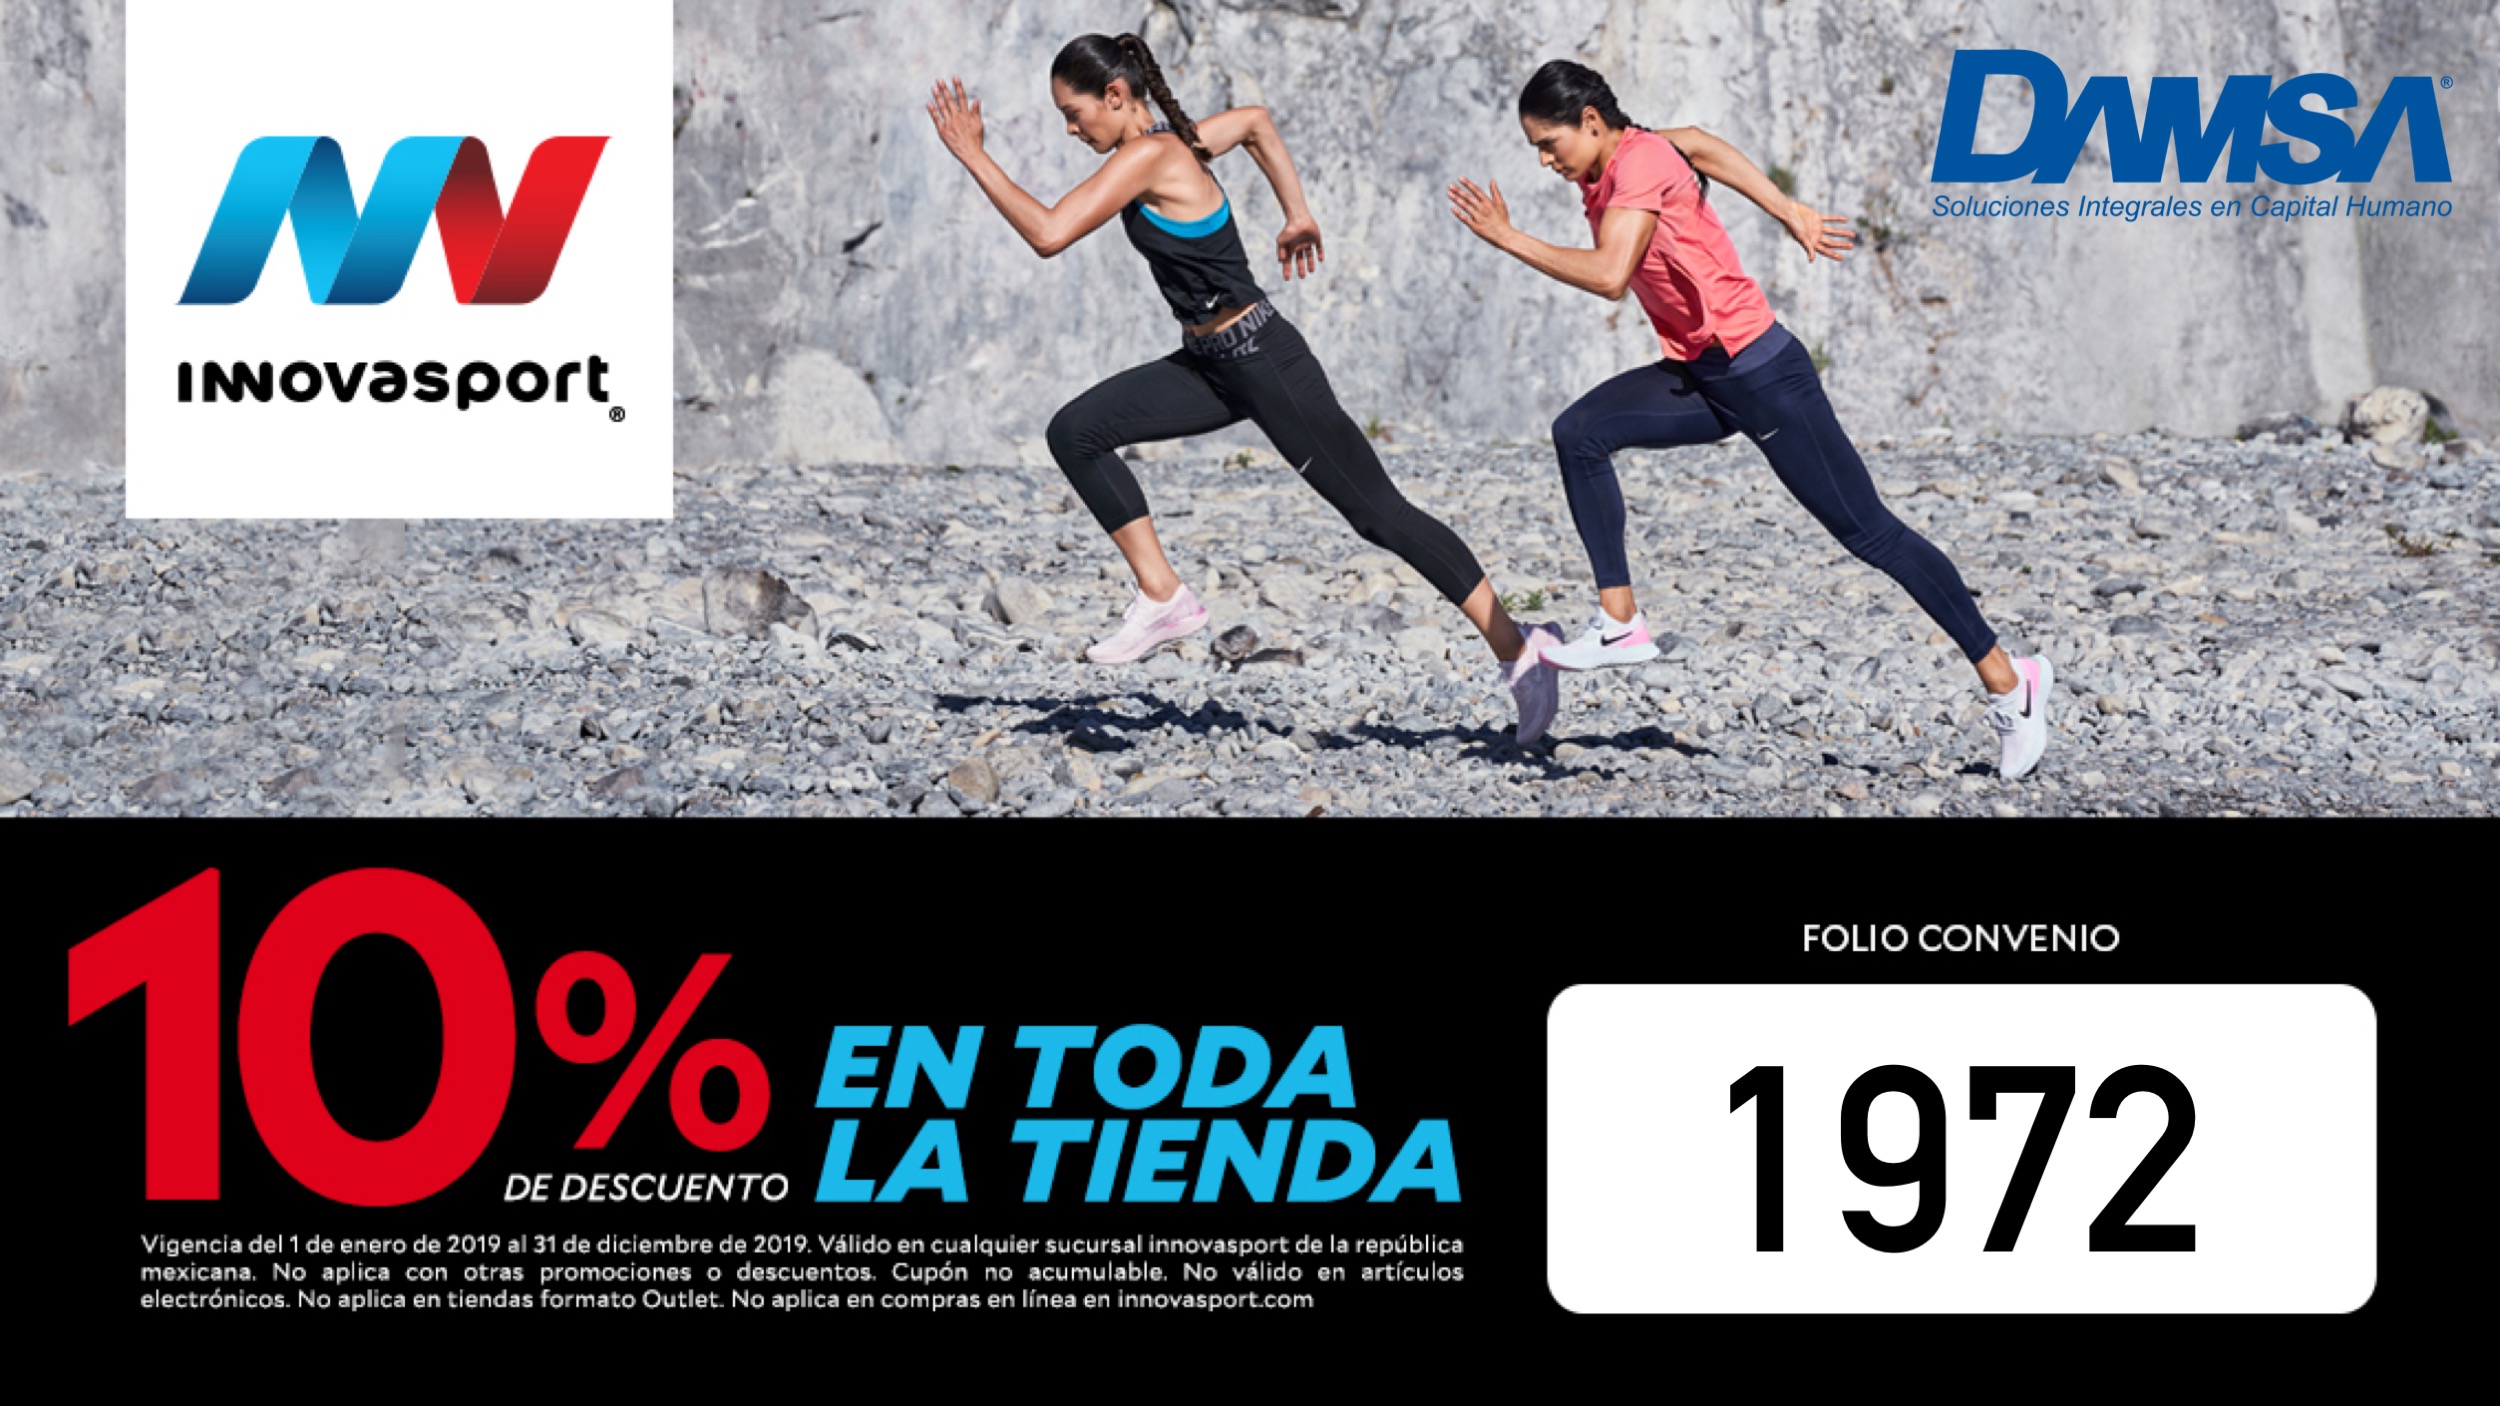 INNOVASPORT®
DAMSA®
Soluciones Integrales en Capital Humano
PRO NIKE
10%
DE DESCUENTO
EN TODA
LA TIENDA
Vigencia del 1 de enero de 2019 al 31 de diciembre de 2019. Válido en cualquier sucursal innovasport de la república
mexicana. No aplica con otras promociones o descuentos. Cupón no acumulable. No válido en artículos
electrónicos. No aplica en tiendas formato Outlet. No aplica en compras en línea en innovasport.com
FOLIO CONVENIO
1972